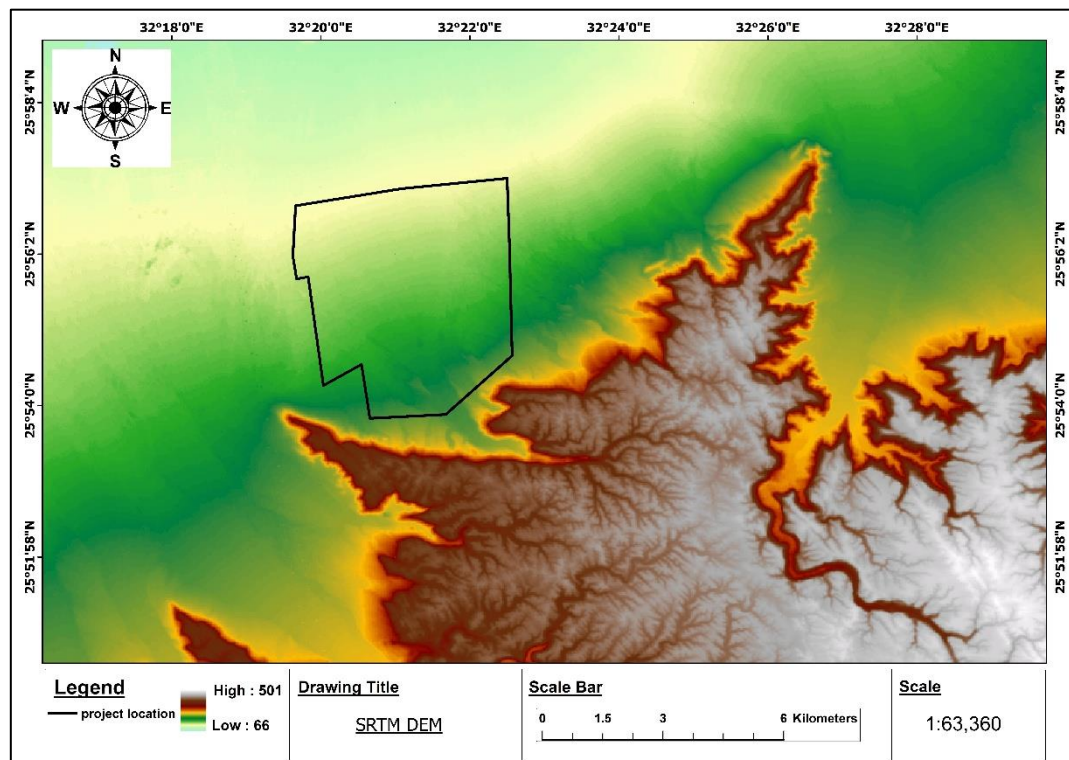 32°18'0"E 32°20'0"E 32°22'0"E 32°24'0"E 32°26'0"E 32°28'0"E
N
W E
S
25°58'4"N 25°58'4"N
25°56'2"N 25°56'2"N
25°54'0"N 25°54'0"N
25°51'58"N 25°51'58"N
Legend
project location
High : 501
Low : 66
Drawing Title
SRTM DEM
Scale Bar
0 1.5 3 6 Kilometers
Scale
1:63,360